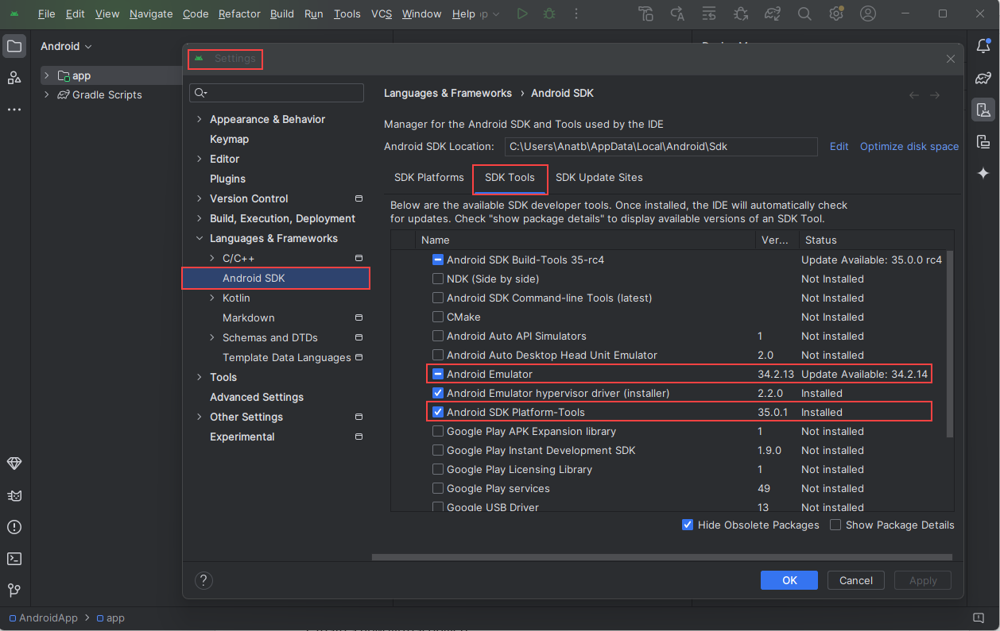 File Edit View Navigate Code Refactor Build Run Tools VCS Window Help
Android
app
Gradle Scripts
Settings
Languages & Frameworks › Android SDK
Appearance & Behavior
Keymap
Editor
Plugins
Version Control
Build, Execution, Deployment
Languages & Frameworks
C/C++
Android SDK
Kotlin
Markdown
Schemas and DTDs
Template Data Languages
Tools
Advanced Settings
Other Settings
Experimental
Manager for the Android SDK and Tools used by the IDE
Android SDK Location: C:\Users\Anatb\AppData\Local\Android\Sdk Edit Optimize disk space
SDK Platforms SDK Tools SDK Update Sites
Below are the available SDK developer tools. Once installed, the IDE will automatically check
for updates. Check "show package details" to display available versions of an SDK Tool.
Name Ver... Status
Android SDK Build-Tools 35-rc4 Update Available: 35.0.0 rc4
NDK (Side by side) Not Installed
Android SDK Command-line Tools (latest) Not Installed
CMake Not Installed
Android Auto API Simulators 1 Not installed
Android Auto Desktop Head Unit Emulator 2.0 Not installed
Android Emulator 34.2.13 Update Available: 34.2.14
Android Emulator hypervisor driver (installer) 2.2.0 Installed
Android SDK Platform-Tools 35.0.1 Installed
Google Play APK Expansion library 1 Not installed
Google Play Instant Development SDK 1.9.0 Not installed
Google Play Licensing Library 1 Not installed
Google Play services 49 Not installed
Google USB Driver 13 Not installed
Hide Obsolete Packages Show Package Details
? OK Cancel Apply
AndroidApp > app